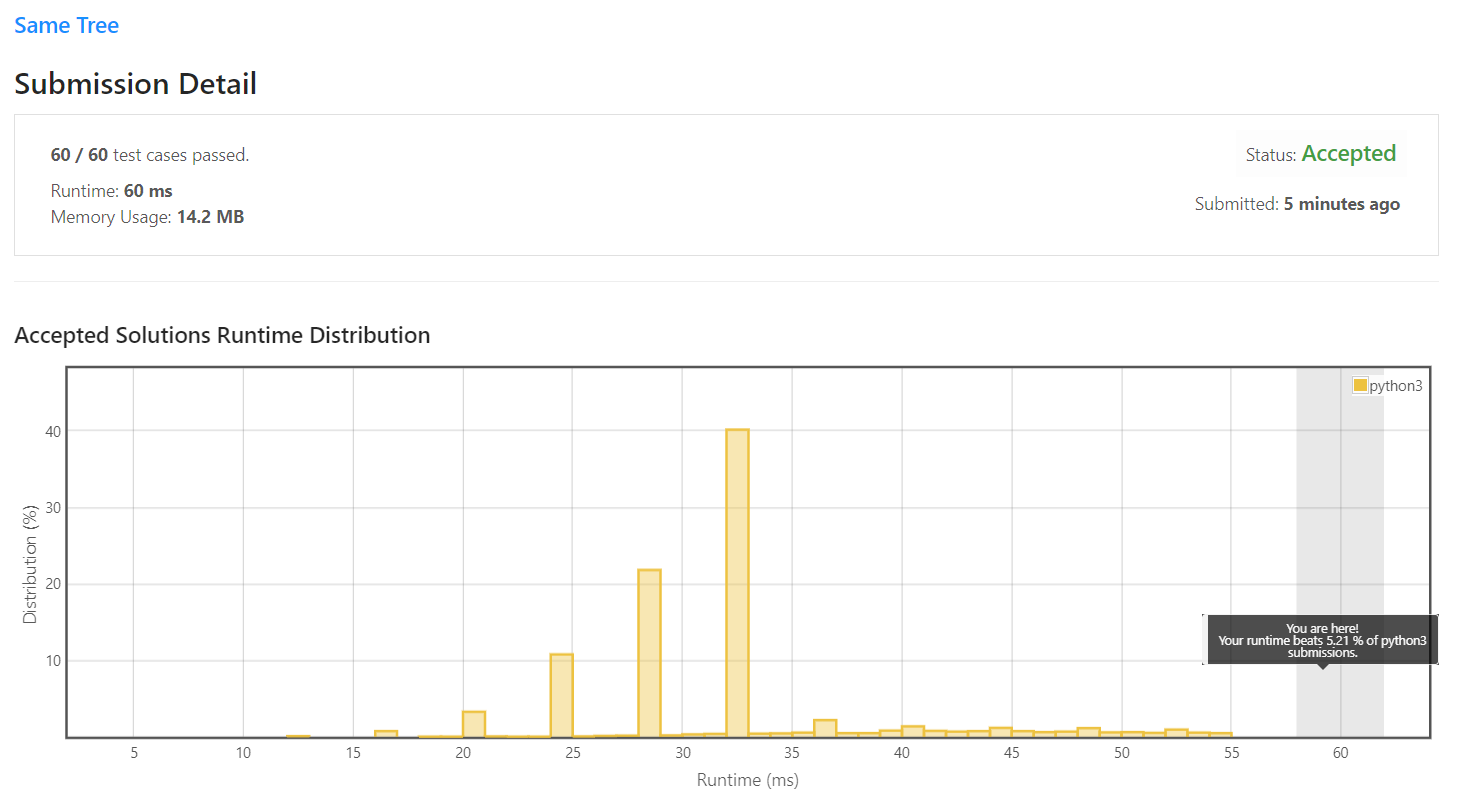 Same Tree
Submission Detail
60 / 60 test cases passed.
Status: Accepted
Runtime: 60 ms
Memory Usage: 14.2 MB
Submitted: 5 minutes ago
Accepted Solutions Runtime Distribution
python3
40
30
20
10
Distribution (%)
You are here!
Your runtime beats 5.21 % of python3
submissions.
5 10 15 20 25 30 35 40 45 50 55 60
Runtime (ms)